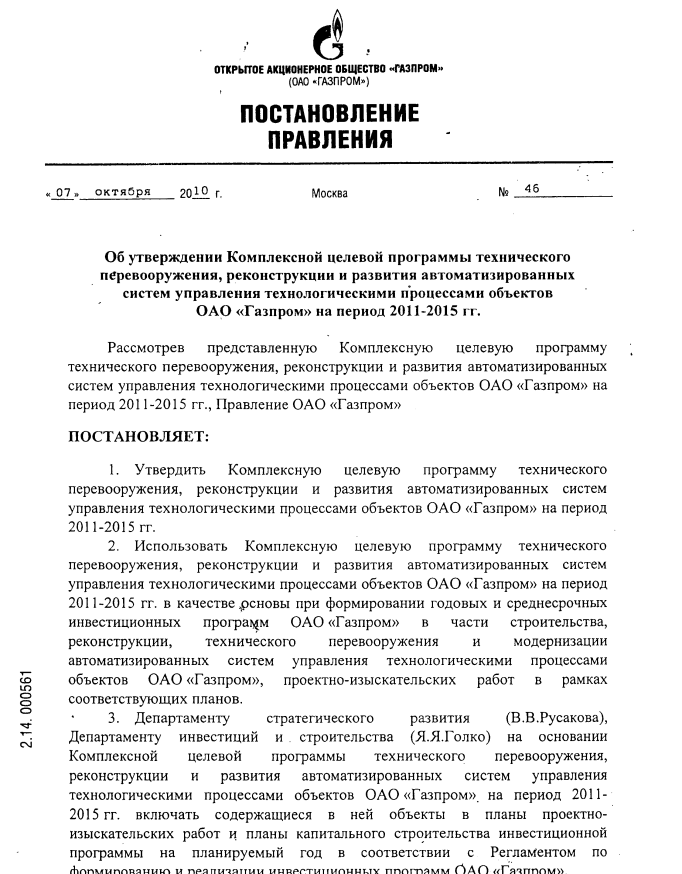 ОТКРЫТОЕ АКЦИОНЕРНОЕ ОБЩЕСТВО «ГАЗПРОМ»
(ОАО «ГАЗПРОМ»)
ПОСТАНОВЛЕНИЕ
ПРАВЛЕНИЯ
« 07 » октября 2010 г. Москва № 46
Об утверждении Комплексной целевой программы технического
перевооружения, реконструкции и развития автоматизированных
систем управления технологическими процессами объектов
ОАО «Газпром» на период 2011-2015 гг.
Рассмотрев представленную Комплексную целевую программу
технического перевооружения, реконструкции и развития автоматизированных
систем управления технологическими процессами объектов ОАО «Газпром» на
период 2011-2015 гг., Правление ОАО «Газпром»
ПОСТАНОВЛЯЕТ:
1. Утвердить Комплексную целевую программу технического
перевооружения, реконструкции и развития автоматизированных систем
управления технологическими процессами объектов ОАО «Газпром» на период
2011-2015 гг.
2. Использовать Комплексную целевую программу технического
перевооружения, реконструкции и развития автоматизированных систем
управления технологическими процессами объектов ОАО «Газпром» на период
2011-2015 гг. в качестве основы при формировании годовых и среднесрочных
инвестиционных программ ОАО «Газпром» в части строительства,
реконструкции, технического перевооружения и модернизации
автоматизированных систем управления технологическими процессами
объектов ОАО «Газпром», проектно-изыскательских работ в рамках
соответствующих планов.
3. Департаменту стратегического развития (В.В.Русакова),
Департаменту инвестиций и строительства (Я.Я.Голко) на основании
Комплексной целевой программы технического перевооружения,
реконструкции и развития автоматизированных систем управления
технологическими процессами объектов ОАО «Газпром» на период 2011-
2015 гг. включать содержащиеся в ней объекты в планы проектно-
изыскательских работ и планы капитального строительства инвестиционной
программы на планируемый год в соответствии с Регламентом по
формированию и реализации инвестиционных программ ОАО «Газпром».
2.14. 000561